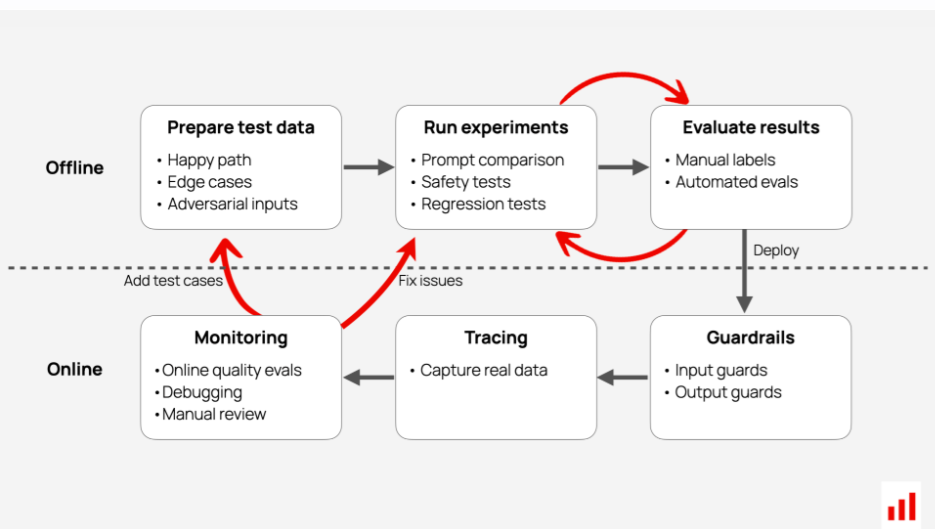 Prepare test data
• Happy path
• Edge cases
• Adversarial inputs
Run experiments
• Prompt comparison
• Safety tests
• Regression tests
Evaluate results
• Manual labels
• Automated evals
Offline
Deploy
Add test cases
Fix issues
Online
Monitoring
•Online quality evals
•Debugging
•Manual review
Tracing
• Capture real data
Guardrails
• Input guards
• Output guards